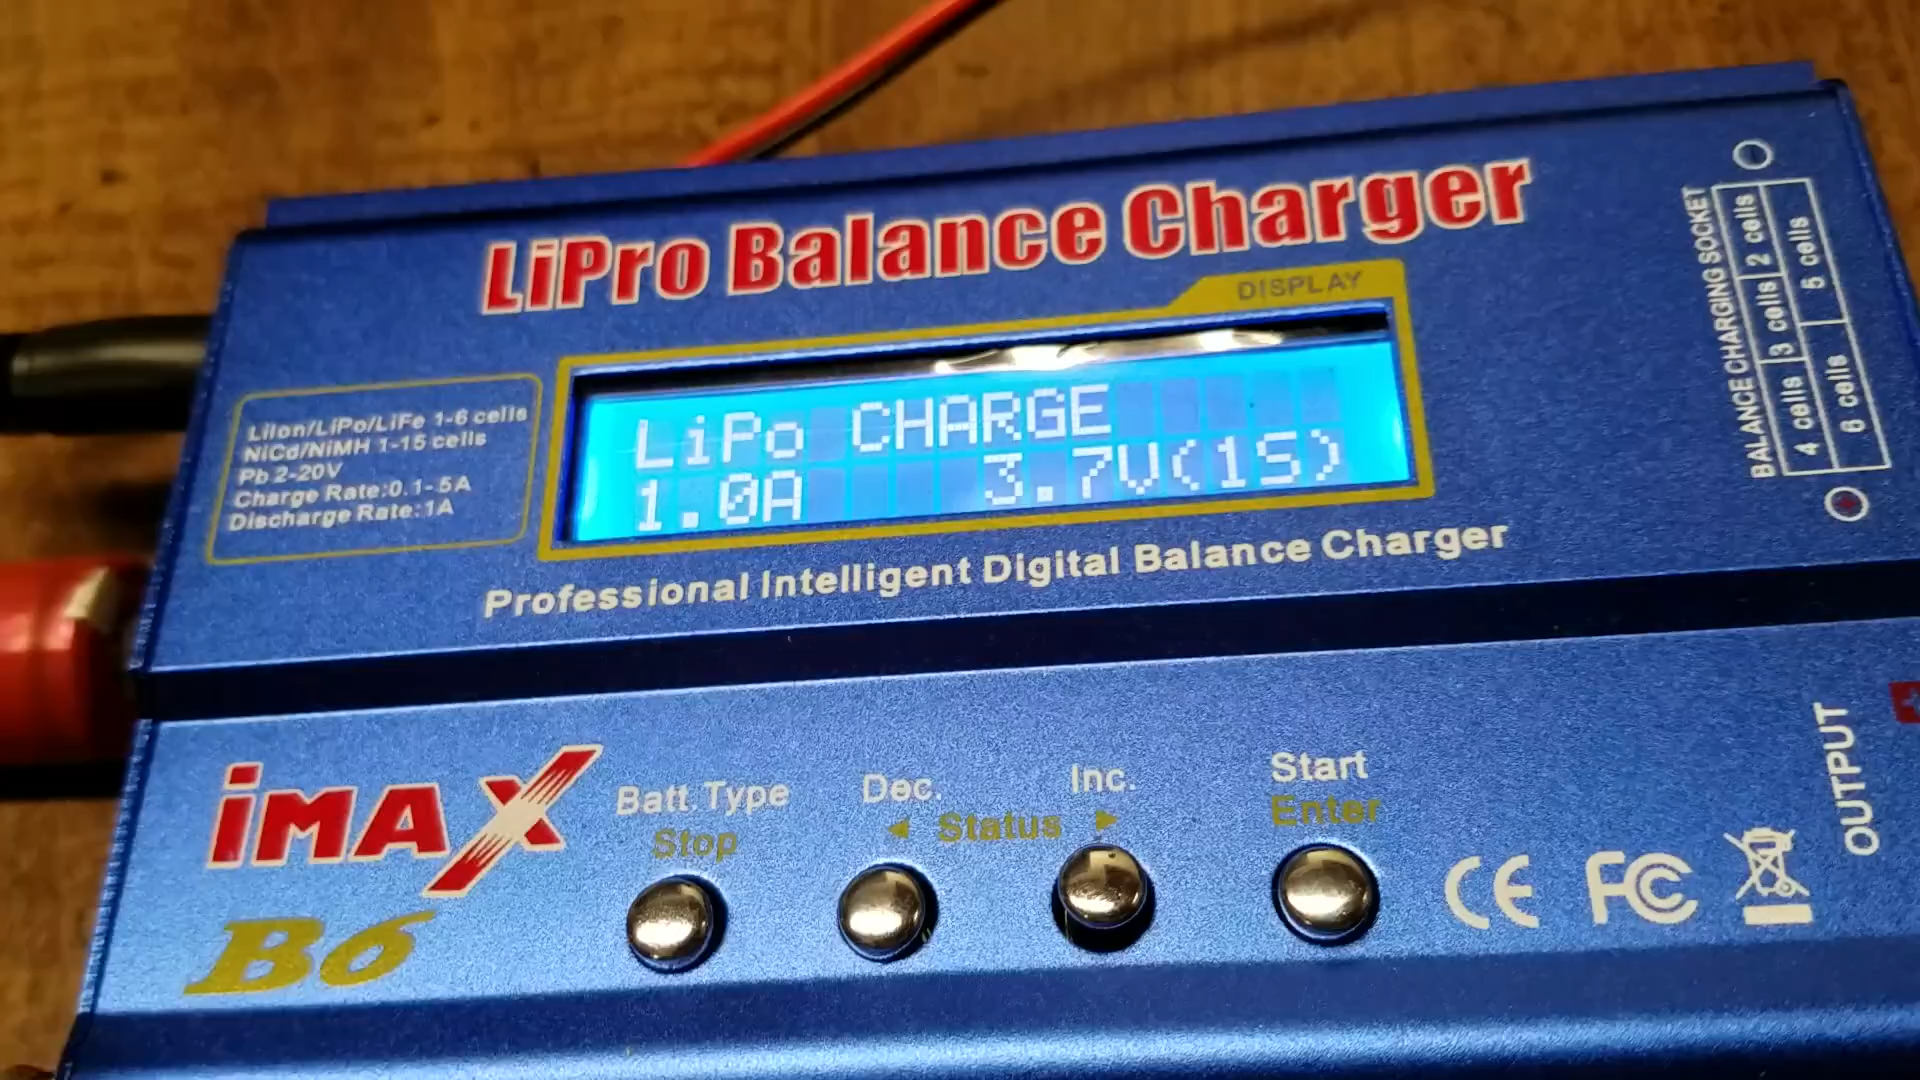 LiPro Balance Charger
DISPLAY
LiIon/LiPo/LiFe 1-6 cells
NiCd/NiMH 1-15 cells
Pb 2-20V
Charge Rate:0.1-5A
Discharge Rate:1A
LiPo CHARGE
1.0A 3.7V(1S)
Professional Intelligent Digital Balance Charger
BALANCE CHARGING SOCKET
2 cells
3 cells
4 cells
5 cells
6 cells
iMAX
B6
Batt. Type
Stop
Dec.
Inc.
◄ Status ►
Start
Enter
CE
FC
OUTPUT